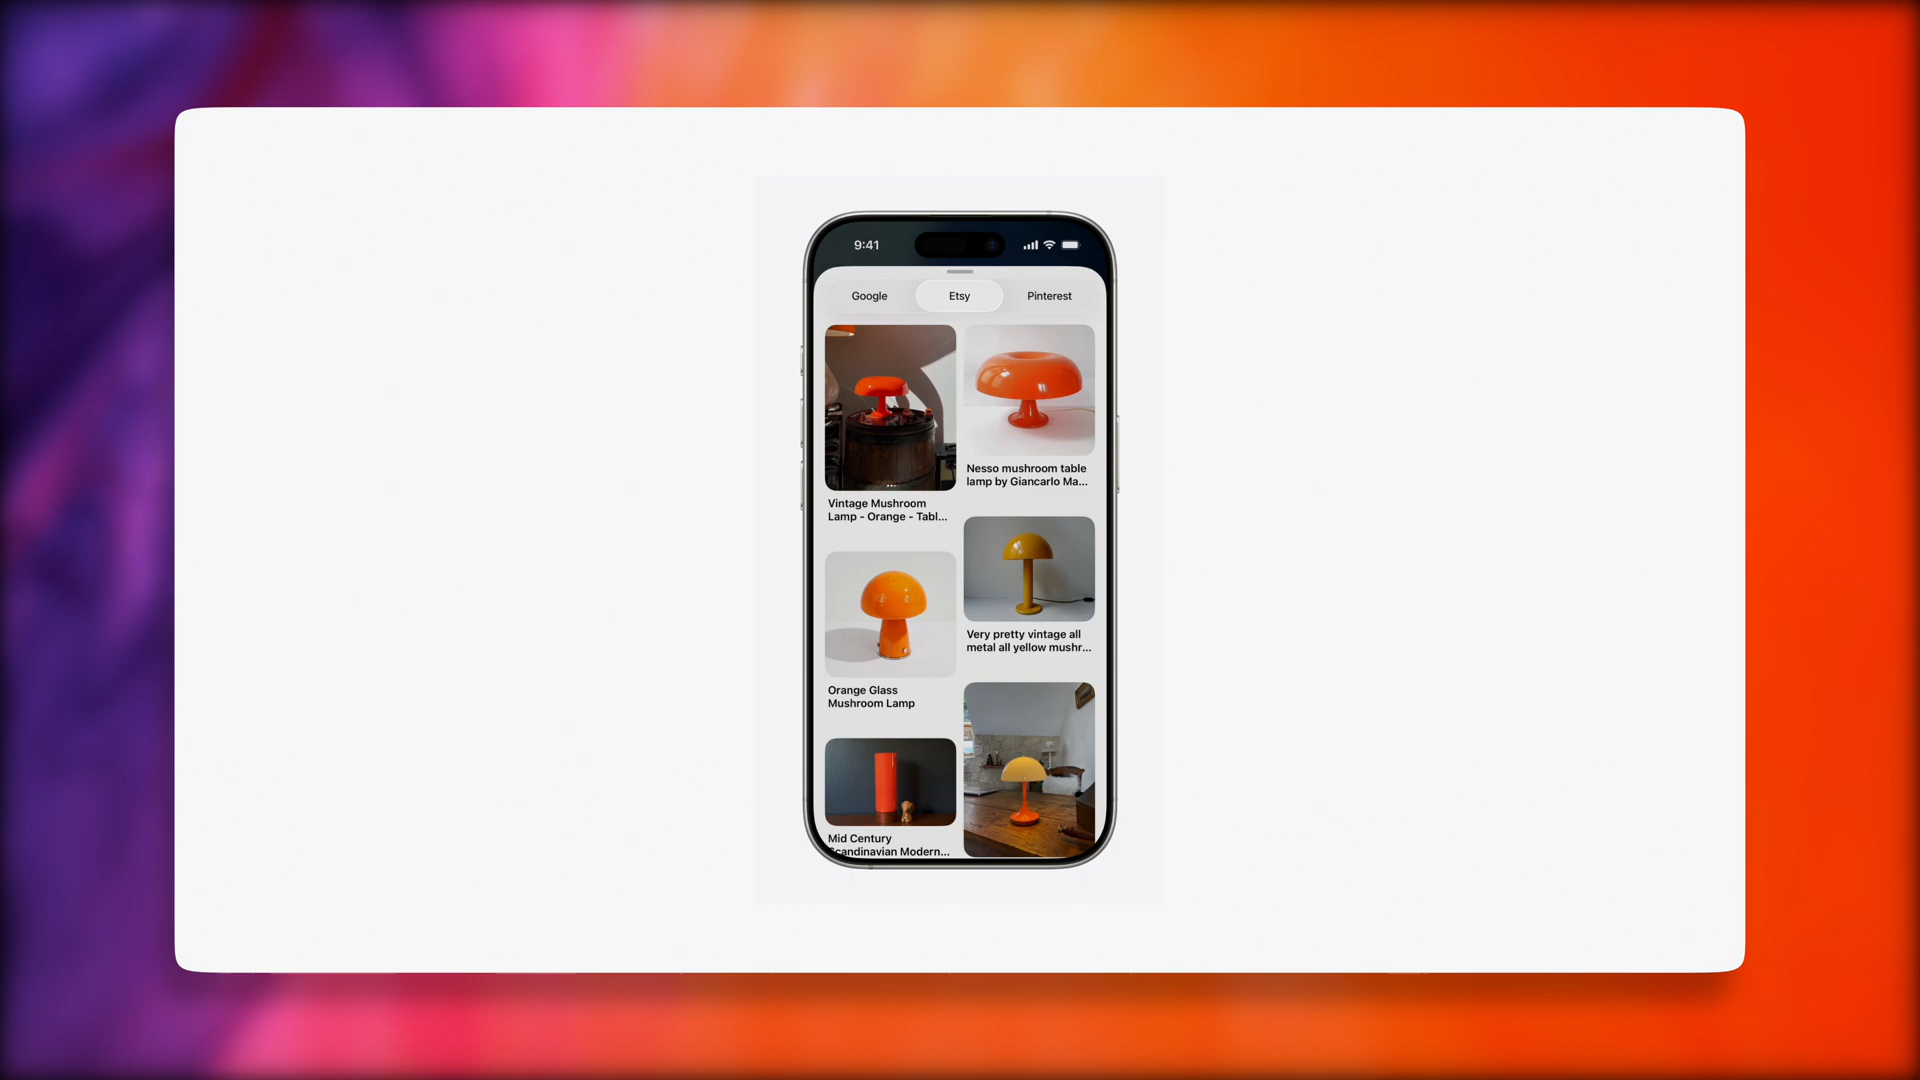 9:41
Google
Etsy
Pinterest
Vintage Mushroom
Lamp - Orange - Tabl...
Nesso mushroom table
lamp by Giancarlo Ma...
Orange Glass
Mushroom Lamp
Very pretty vintage all
metal all yellow mushr...
Mid Century
Scandinavian Modern...